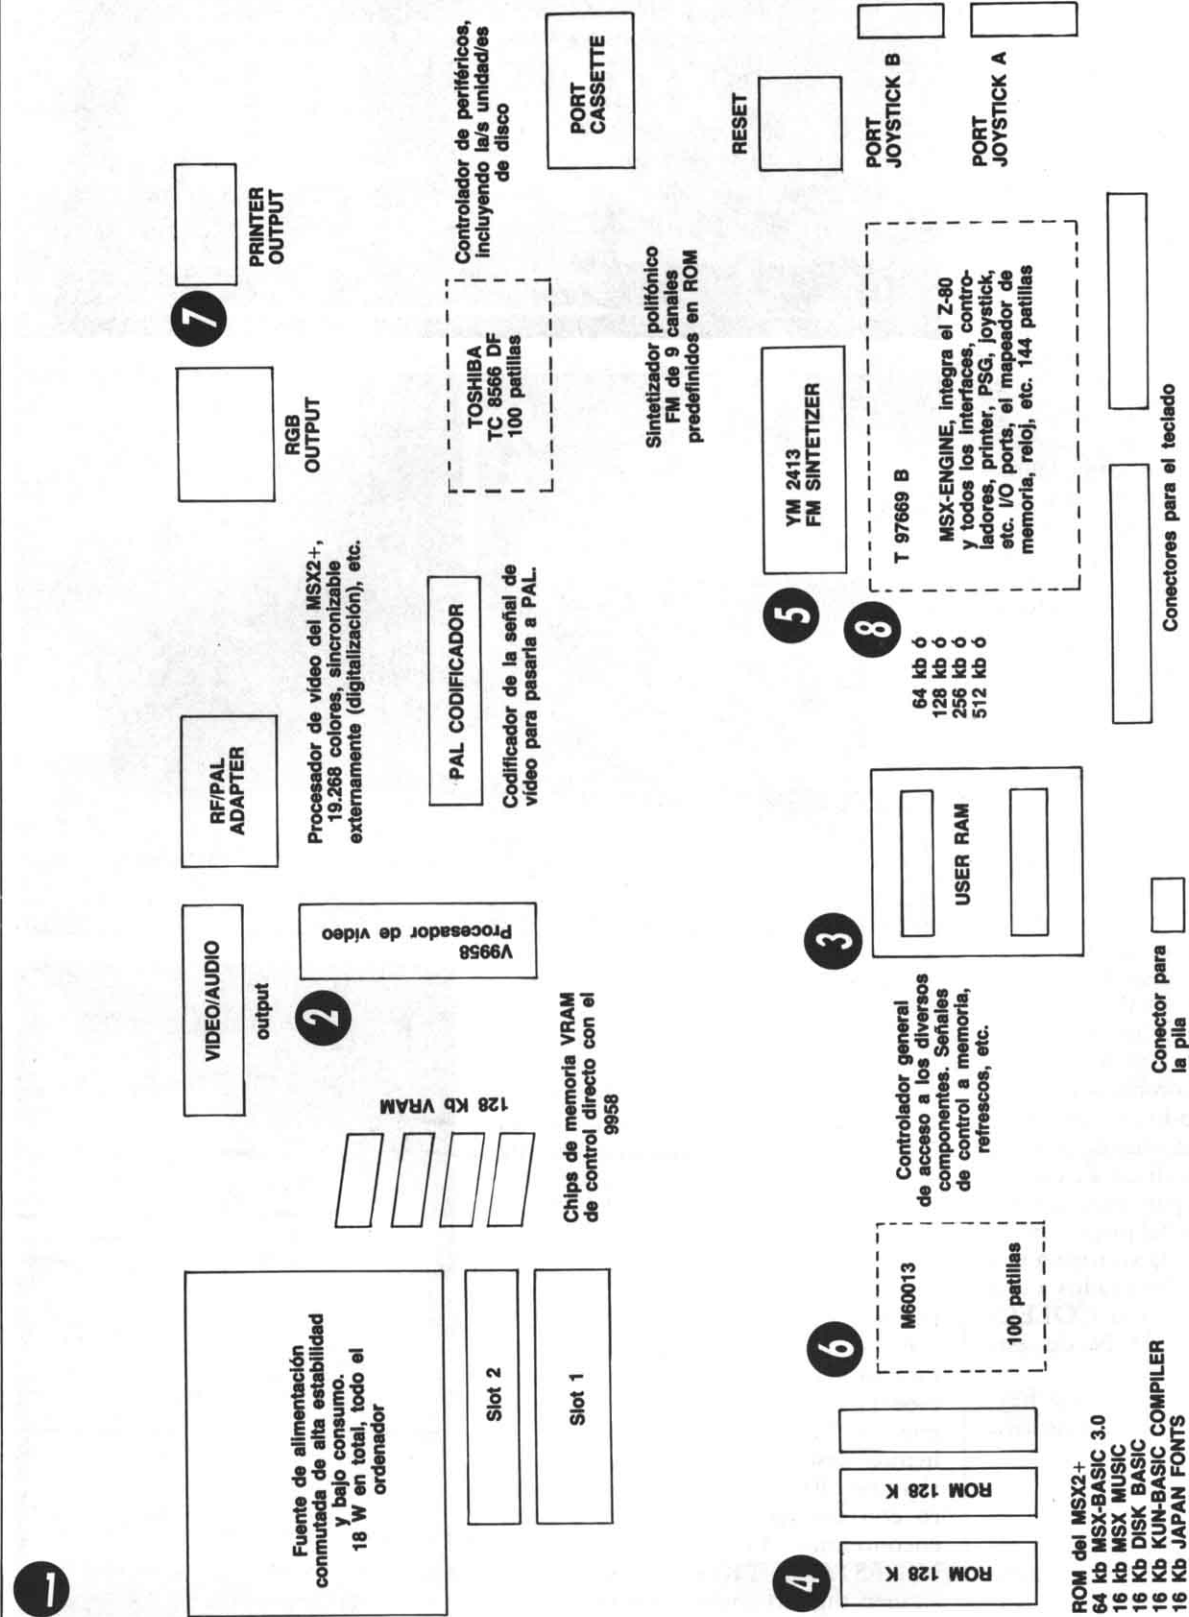 1
Fuente de alimentación
conmutada de alta estabilidad
y bajo consumo.
18 W en total, todo el
ordenador
VIDEO/AUDIO
output
RF/PAL
ADAPTER
RGB
OUTPUT
7
PRINTER
OUTPUT
2
V9958
Procesador de vídeo
Procesador de vídeo del MSX2+,
19.268 colores, sincronizable
externamente (digitalización), etc.
128 Kb VRAM
Chips de memoria VRAM
de control directo con el
9958
PAL CODIFICADOR
Codificador de la señal de
vídeo para pasarla a PAL.
TOSHIBA
TC 8566 DF
100 patillas
Controlador de periféricos,
incluyendo la/s unidad/es
de disco
Slot 2
Slot 1
PORT
CASSETTE
Sintetizador polifónico
FM de 9 canales
predefinidos en ROM
5
YM 2413
FM SINTETIZER
RESET
4
ROM 128 K
ROM 128 K
6
M60013
100 patillas
Controlador general
de acceso a los diversos
componentes. Señales
de control a memoria,
refrescos, etc.
3
USER RAM
64 kb ó
128 kb ó
256 kb ó
512 kb ó
8
T 97669 B
MSX-ENGINE, integra el Z-80
y todos los interfaces, contro-
ladores, printer, PSG, joystick,
etc. I/O ports, el mapeador de
memoria, reloj, etc. 144 patillas
PORT
JOYSTICK B
PORT
JOYSTICK A
ROM del MSX2+
64 kb MSX-BASIC 3.0
16 kb MSX MUSIC
16 Kb DISK BASIC
16 Kb KUN-BASIC COMPILER
16 Kb JAPAN FONTS
Conector para
la pila
Conectores para el teclado